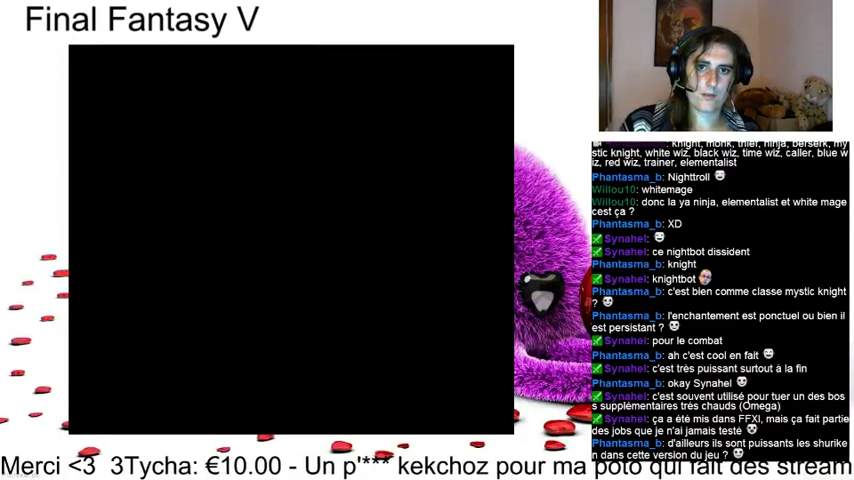 Final Fantasy V
knight, monk, thief, ninja, berserk, my
stic knight, white wiz, black wiz, time wiz, caller, blue w
iz, red wiz, trainer, elementalist
Phantasma_b: Nighttroll
Willou10: whitemage
Willou10: donc la ya ninja, elementalist et white mage
cest ça ?
Phantasma_b: XD
Synahel:
Synahel: ce nightbot dissident
Phantasma_b: knight
Synahel: knightbot
Phantasma_b: c'est bien comme classe mystic knight
?
Phantasma_b: l'enchantement est ponctuel ou bien il
est persistant ?
Synahel: pour le combat
Phantasma_b: ah c'est cool en fait
Synahel: c'est très puissant surtout à la fin
Phantasma_b: okay Synahel
Synahel: c'est souvent utilisé pour tuer un des bos
s supplémentaires très chauds (Omega)
Synahel: ça a été mis dans FFXI, mais ça fait partie
des jobs que je n'ai jamais testé
Phantasma_b: d'ailleurs ils sont puissants les shurike
n dans cette version du jeu ?
Merci <3 3Tycha: €10.00 - Un p'*** kekchoz pour ma poto qui fait des stream